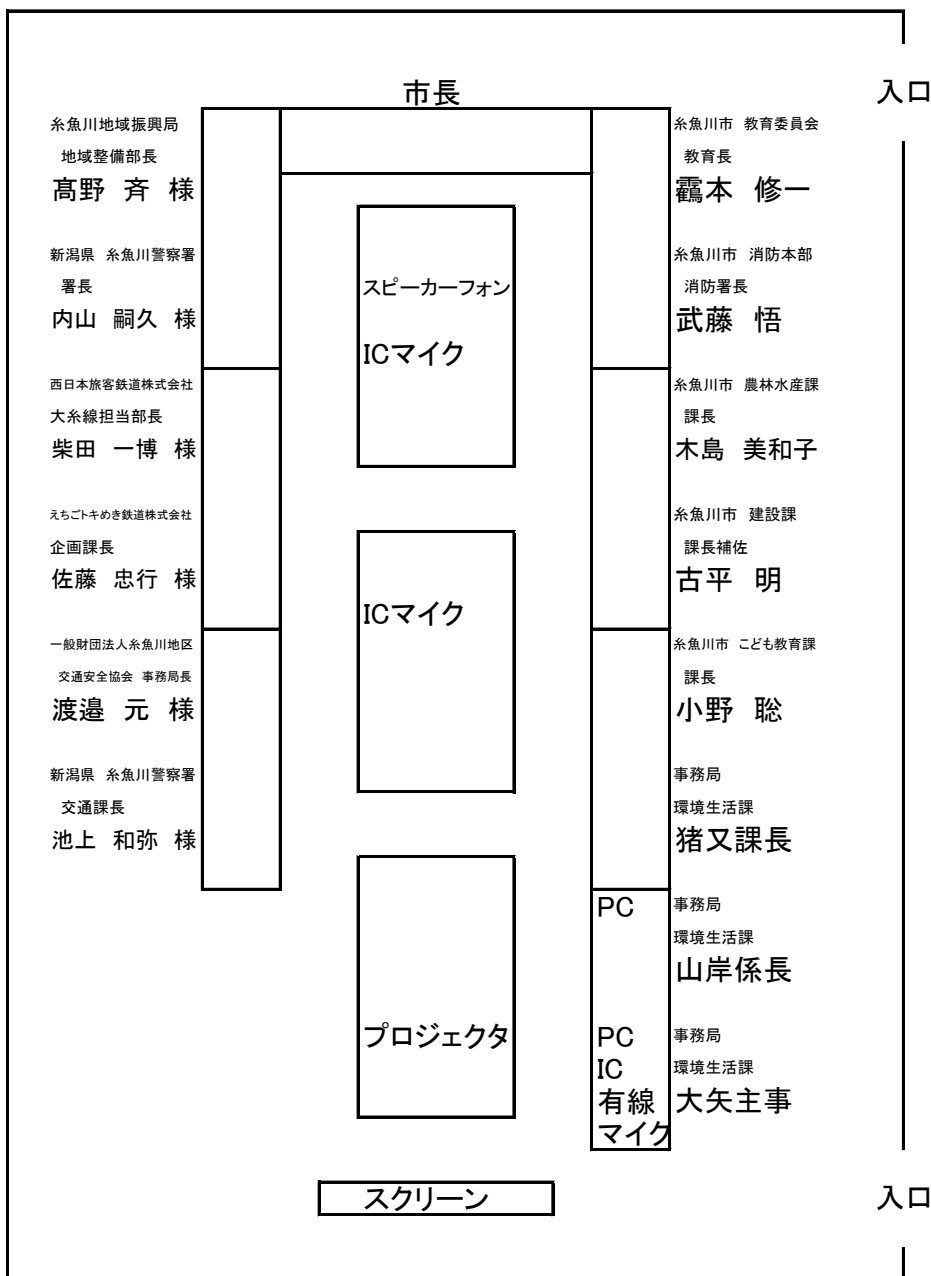 入口
市長
糸魚川地域振興局
地域整備部長
髙野 斉 様
新潟県 糸魚川警察署
署長
内山 嗣久 様
西日本旅客鉄道株式会社
大糸線担当部長
柴田 一博 様
えちごトキめき鉄道株式会社
企画課長
佐藤 忠行 様
一般財団法人糸魚川地区
交通安全協会 事務局長
渡邉 元 様
新潟県 糸魚川警察署
交通課長
池上 和弥 様
スピーカーフォン
ICマイク
ICマイク
プロジェクタ
スクリーン
糸魚川市 教育委員会
教育長
靍本 修一
糸魚川市 消防本部
消防署長
武藤 悟
糸魚川市 農林水産課
課長
木島 美和子
糸魚川市 建設課
課長補佐
古平 明
糸魚川市 こども教育課
課長
小野 聡
事務局
環境生活課
猪又課長
PC
事務局
環境生活課
山岸係長
PC
IC
有線
マイク
事務局
環境生活課
大矢主事
入口